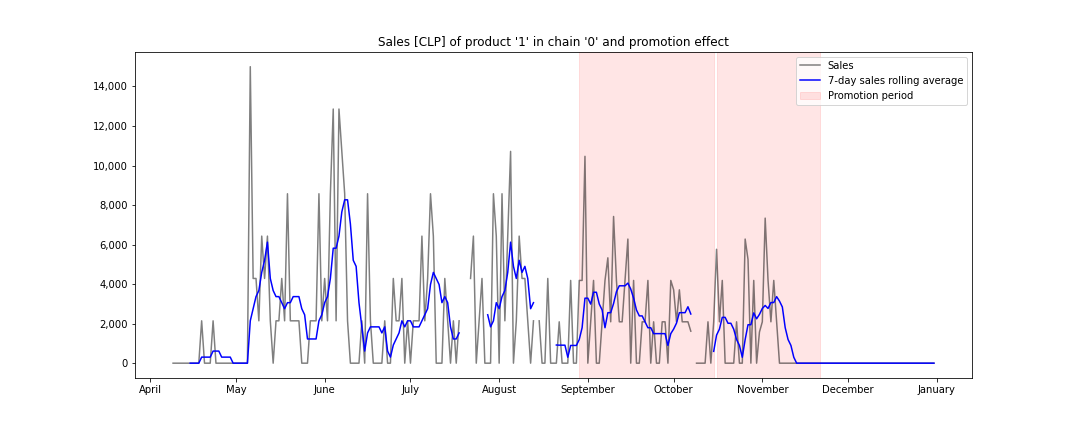 Sales [CLP] of product '1' in chain '0' and promotion effect
Sales
7-day sales rolling average
Promotion period
14,000
12,000
10,000
8,000
6,000
4,000
2,000
0
April May June July August September October November December January